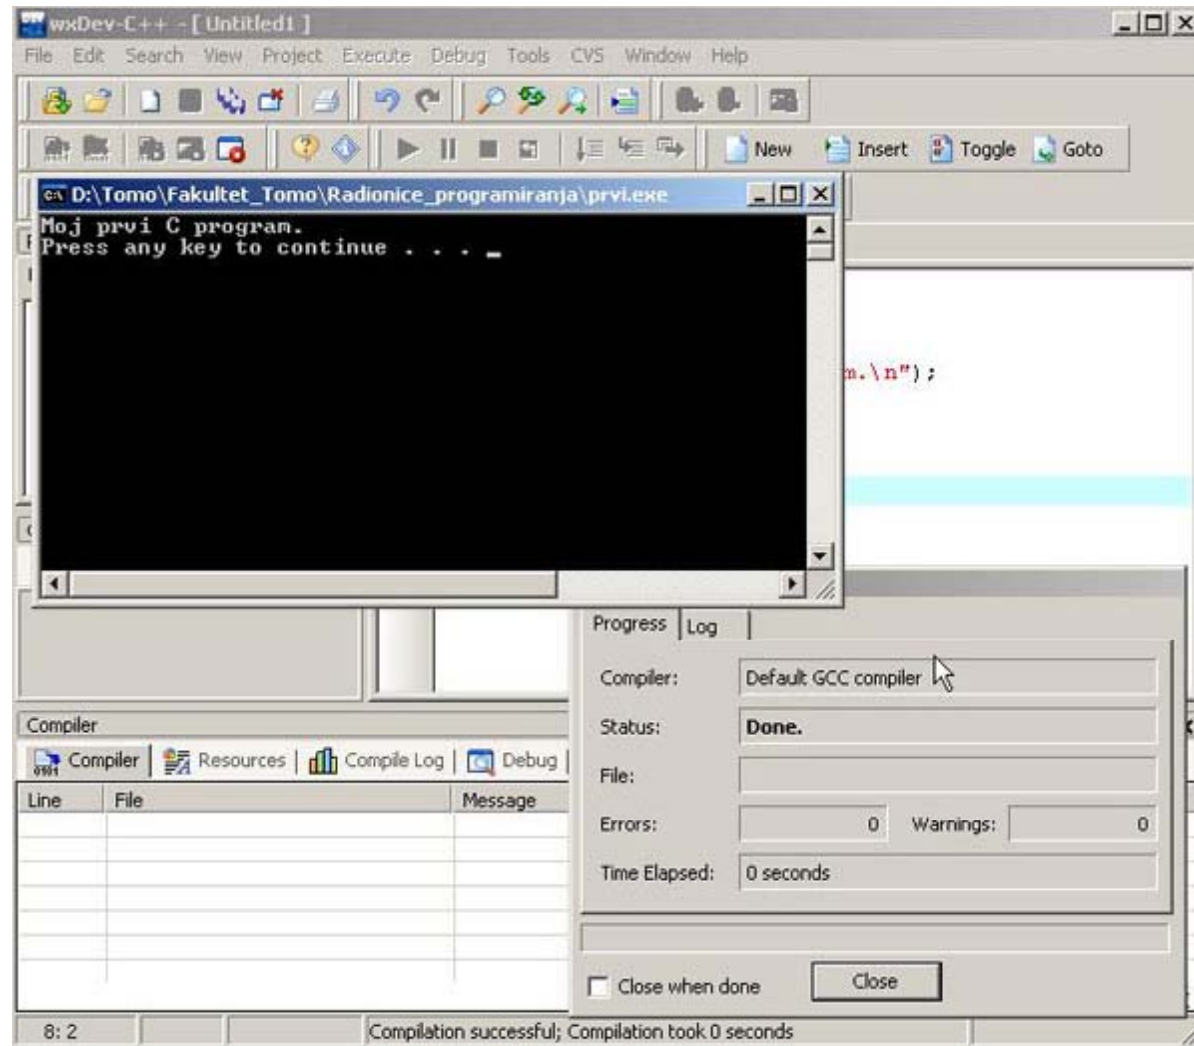 wxDev-C++ - [ Untitled1 ]
File Edit Search View Project Execute Debug Tools CVS Window Help
New Insert Toggle Goto
D:\Tomo\Fakultet_Tomo\Radionice_programiranja\prvi.exe
Moj prvi C program.
Press any key to continue . . . _
m.\n");
Progress Log
Compiler: Default GCC compiler
Status: Done.
File:
Errors: 0 Warnings: 0
Time Elapsed: 0 seconds
Close when done Close
Compiler
Compiler Resources Compile Log Debug
Line File Message
8: 2 Compilation successful; Compilation took 0 seconds